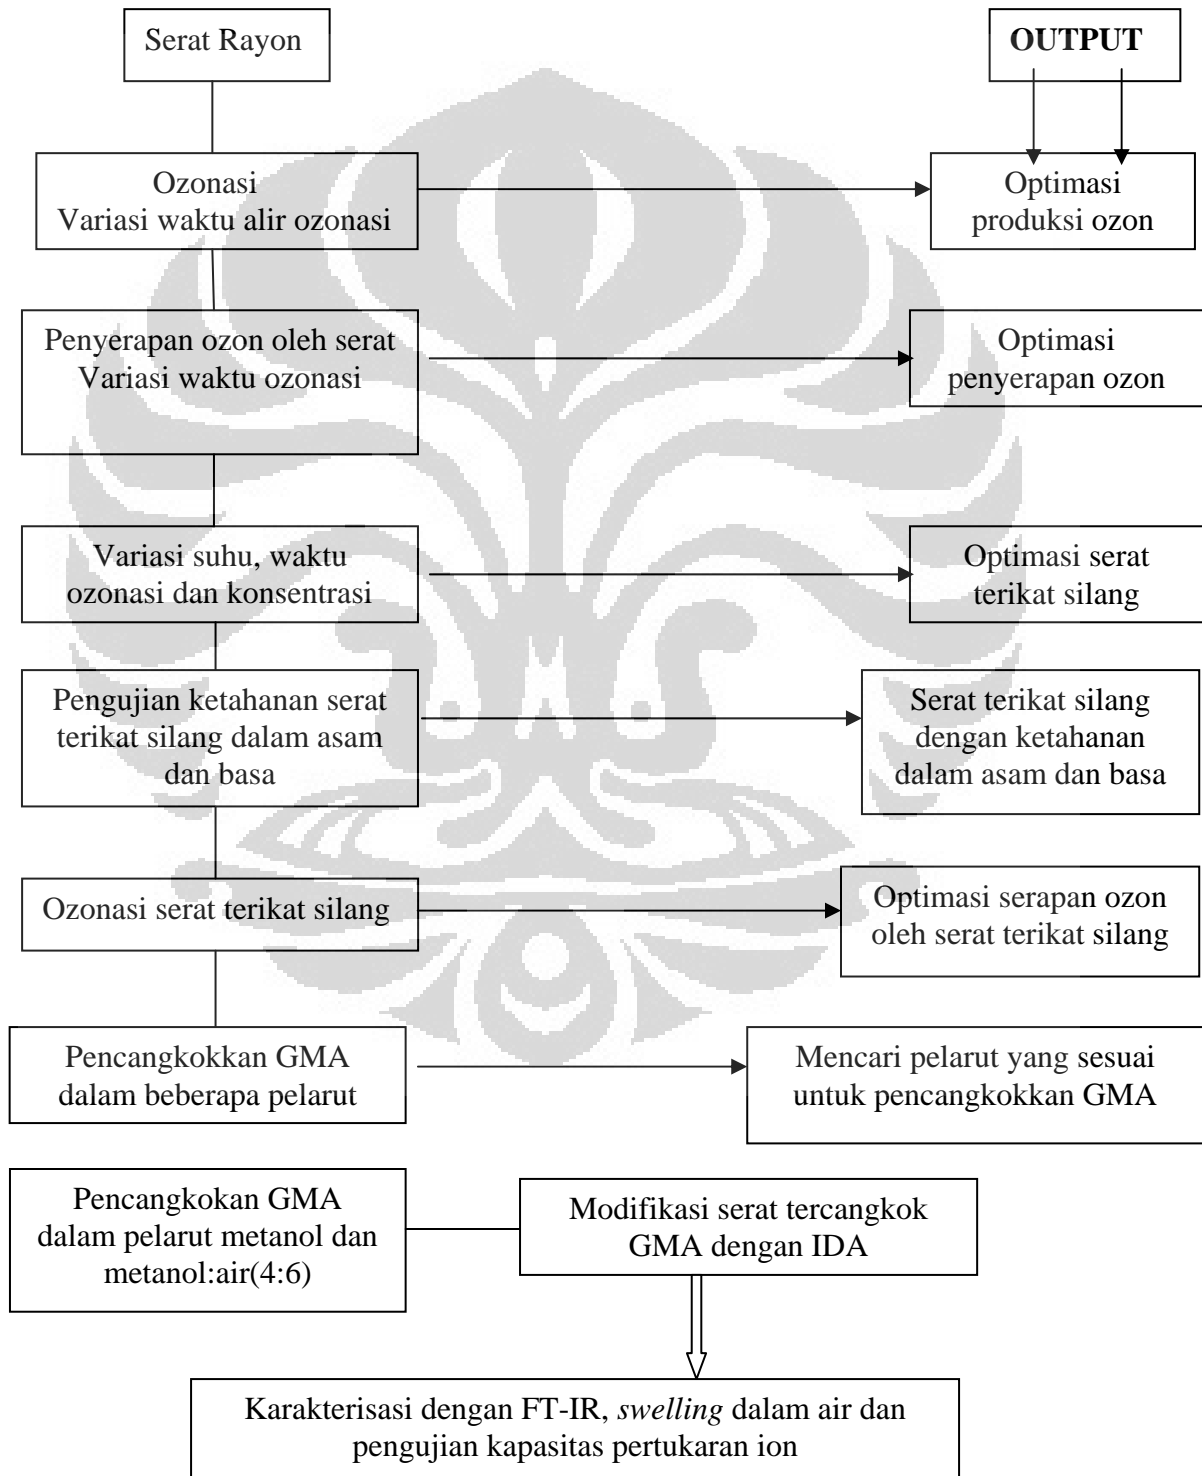 Serat Rayon
OUTPUT
Ozonasi
Variasi waktu alir ozonasi
Optimasi
produksi ozon
Penyerapan ozon oleh serat
Variasi waktu ozonasi
Optimasi
penyerapan ozon
Variasi suhu, waktu
ozonasi dan konsentrasi
Optimasi serat
terikat silang
Pengujian ketahanan serat
terikat silang dalam asam
dan basa
Serat terikat silang
dengan ketahanan
dalam asam dan basa
Ozonasi serat terikat silang
Optimasi serapan ozon
oleh serat terikat silang
Pencangkokkan GMA
dalam beberapa pelarut
Mencari pelarut yang sesuai
untuk pencangkokkan GMA
Pencangkokan GMA
dalam pelarut metanol dan
metanol:air(4:6)
Modifikasi serat tercangkok
GMA dengan IDA
Karakterisasi dengan FT-IR, swelling dalam air dan
pengujian kapasitas pertukaran ion